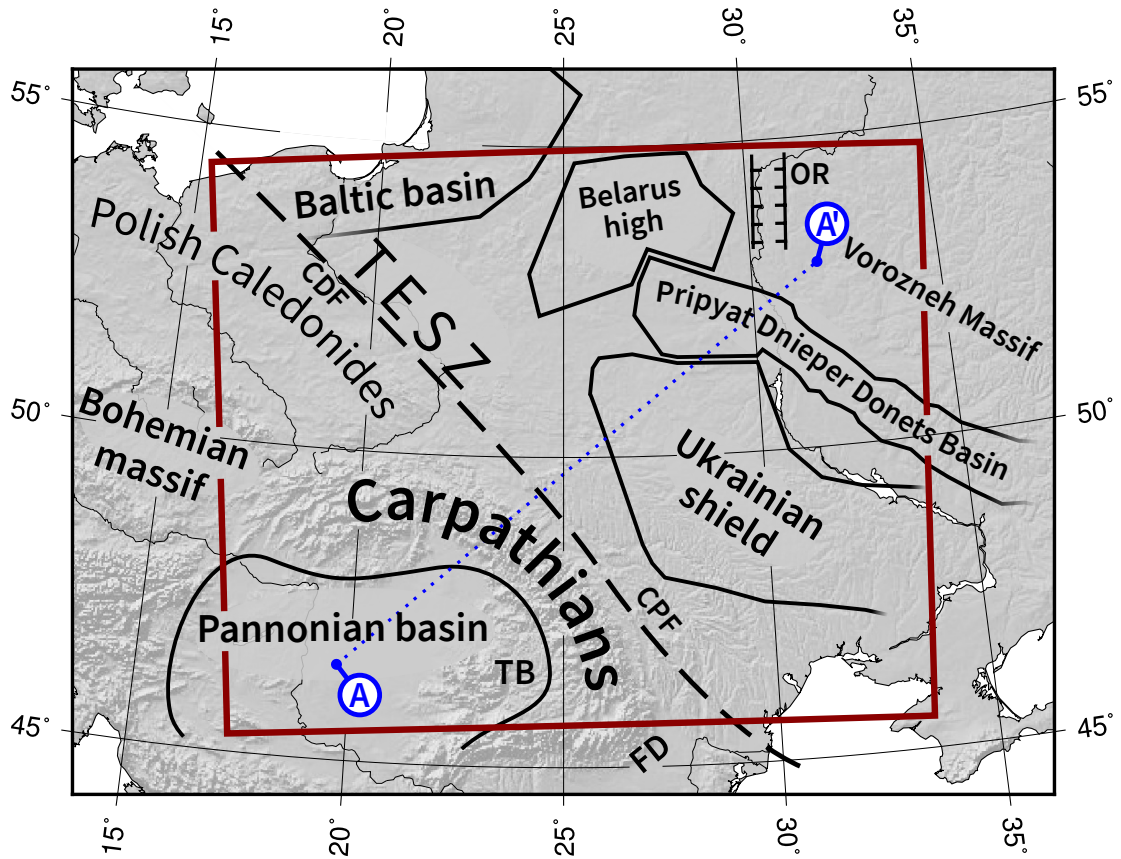 15°
20°
25°
30°
35°
55°
55°
Baltic basin
Belarus
high
OR
A'
Polish Caledonides
CDF
TESZ
Vorozneh Massif
Pripyat Dnieper Donets Basin
50°
50°
Bohemian
massif
Ukrainian
shield
Carpathians
CPF
Pannonian basin
TB
A
FD
45°
45°
15°
20°
25°
30°
35°